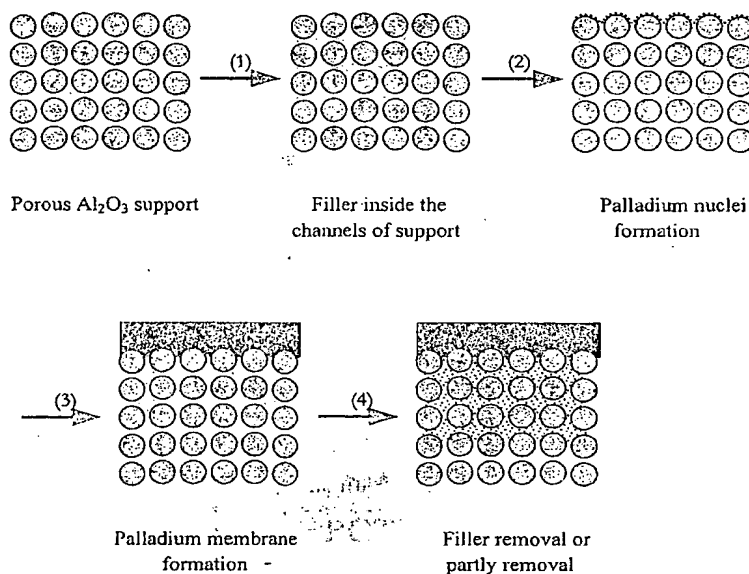 (1)
(2)
Porous Al₂O₃ support
Filler inside the
channels of support
Palladium nuclei
formation
(3)
(4)
Palladium membrane
formation
Filler removal or
partly removal